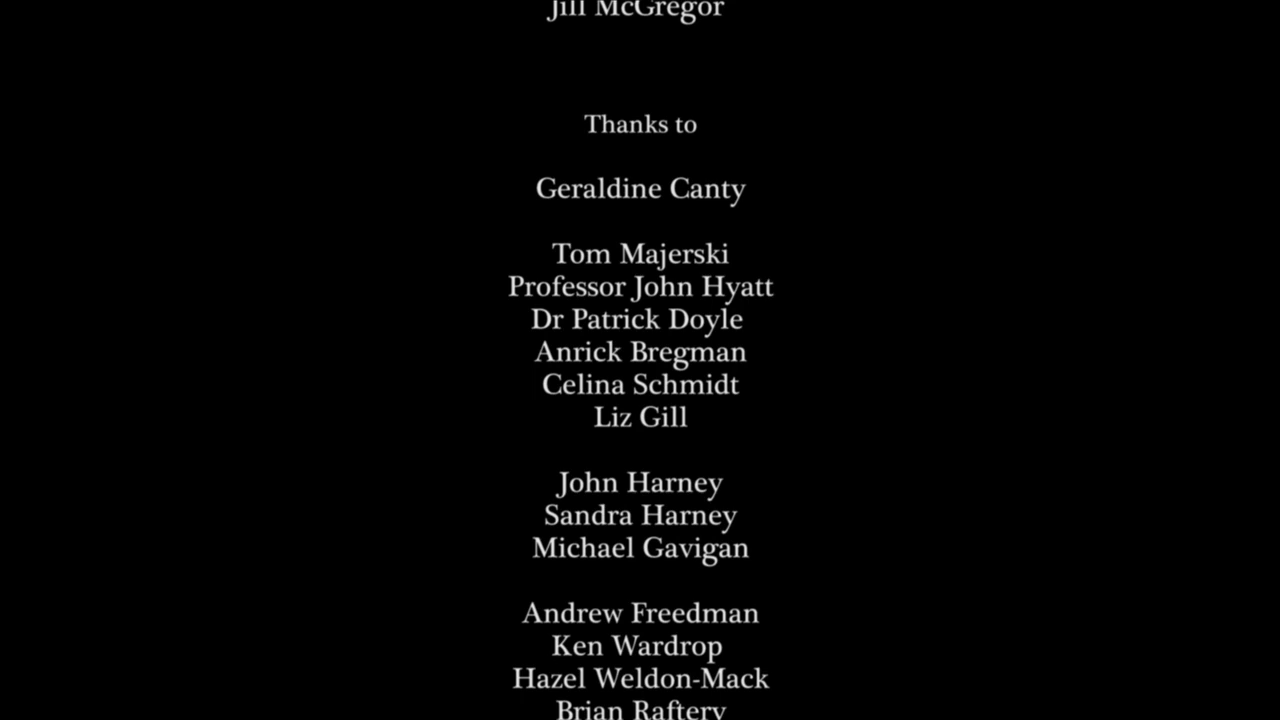 Jill McGregor
Thanks to
Geraldine Canty
Tom Majerski
Professor John Hyatt
Dr Patrick Doyle
Anrick Bregman
Celina Schmidt
Liz Gill
John Harney
Sandra Harney
Michael Gavigan
Andrew Freedman
Ken Wardrop
Hazel Weldon-Mack
Brian Raftery